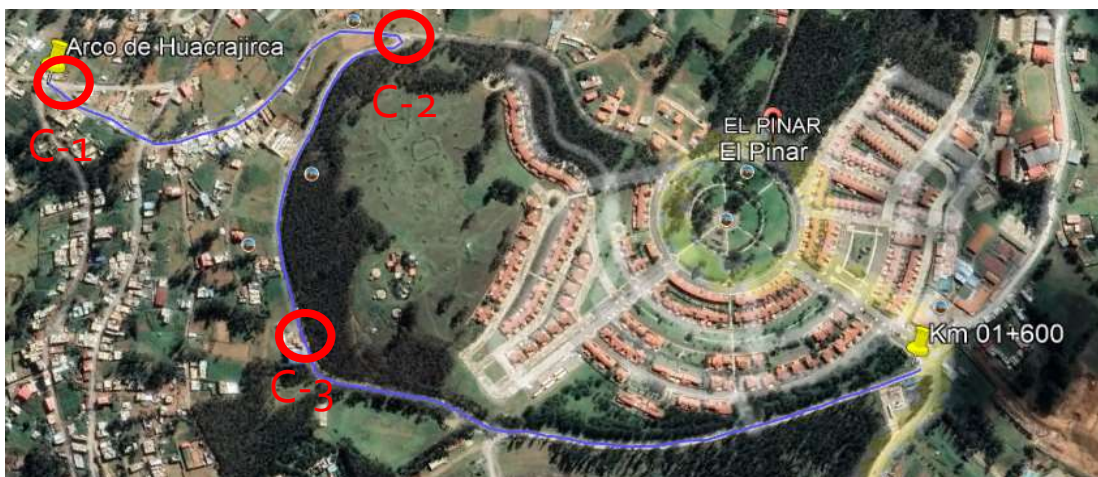 Arco de Huacrajirca
C-1
C-2
EL PINAR
El Pinar
Km 01+600
C-3